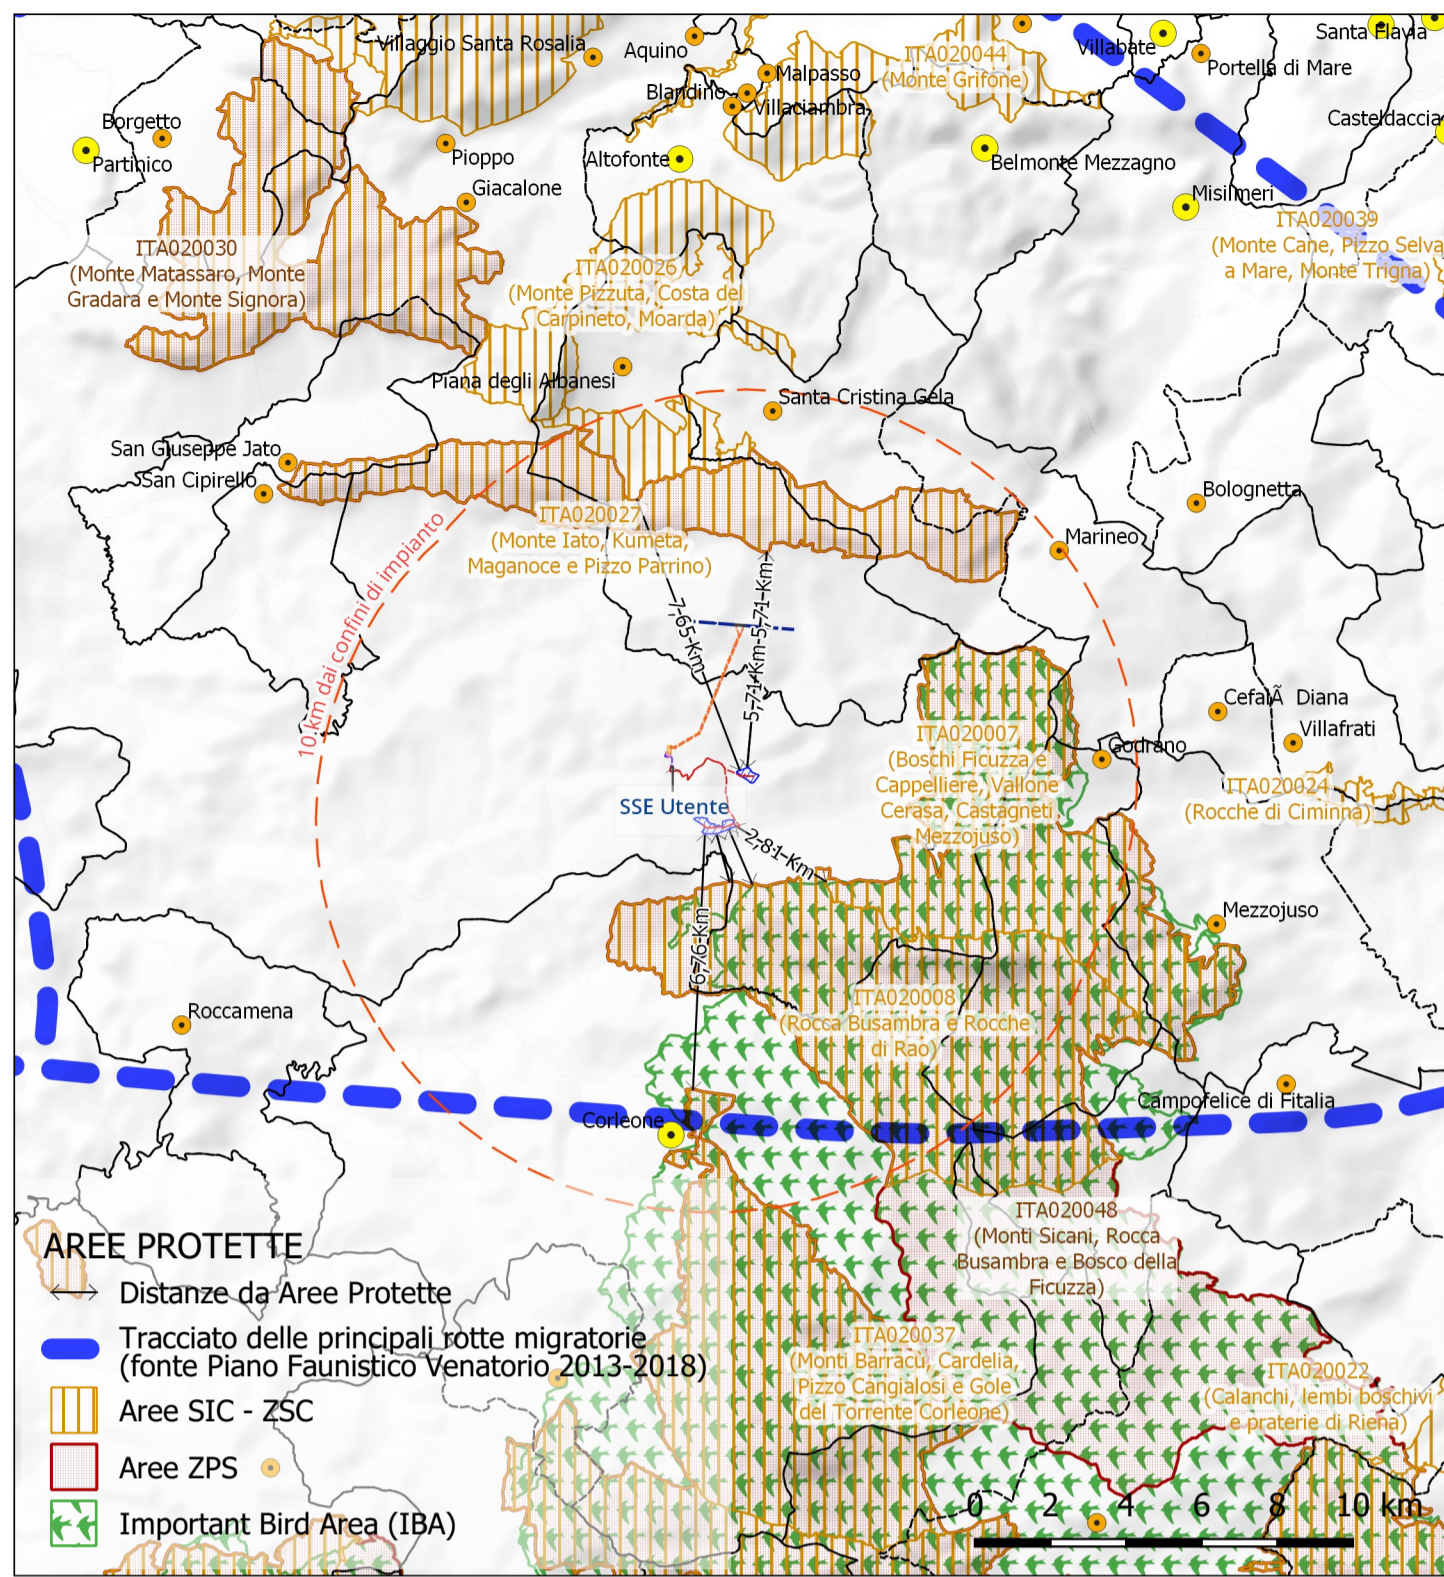 Villaggio Santa Rosalia
Aquino
Malpasso
Blandino
Villaciambra
ITA020044
(Monte Grifone)
Villabate
Santa Flavia
Portella di Mare
Casteldaccia
Borgetto
Partinico
Pioppo
Giacalone
Altofonte
Belmonte Mezzagno
Misilmeri
ITA020039
(Monte Cane, Pizzo Selva
a Mare, Monte Trigna)
ITA020030
(Monte Matassaro, Monte
Gradara e Monte Signora)
ITA020026
(Monte Pizzuta, Costa del
Carpineto, Moarda)
Piana degli Albanesi
Santa Cristina Gela
San Giuseppe Jato
San Cipirello
Bolognetta
Marineo
ITA020027
(Monte Iato, Kumeta,
Maganoce e Pizzo Parrino)
10 km dai confini di impianto
7,65 Km
5,71 Km
5,71 Km
CefalÃ  Diana
Villafrati
Godrano
ITA020007
(Boschi Ficuzza e
Cappelliere, Vallone
Cerasa, Castagneti
Mezzojuso)
ITA020024
(Rocche di Ciminna)
SSE Utente
2,81 Km
6,76 Km
Mezzojuso
Roccamena
ITA020008
(Rocca Busambra e Rocche
di Rao)
Campofelice di Fitalia
Corleone
ITA020048
(Monti Sicani, Rocca
Busambra e Bosco della
Ficuzza)
ITA020037
(Monti Barracù, Cardelia,
Pizzo Cangialosi e Gole
del Torrente Corleone)
ITA020022
(Calanchi, lembi boschivi
e praterie di Riena)
AREE PROTETTE
Distanze da Aree Protette
Tracciato delle principali rotte migratorie
(fonte Piano Faunistico Venatorio 2013-2018)
Aree SIC - ZSC
Aree ZPS
Important Bird Area (IBA)
0 2 4 6 8 10 km